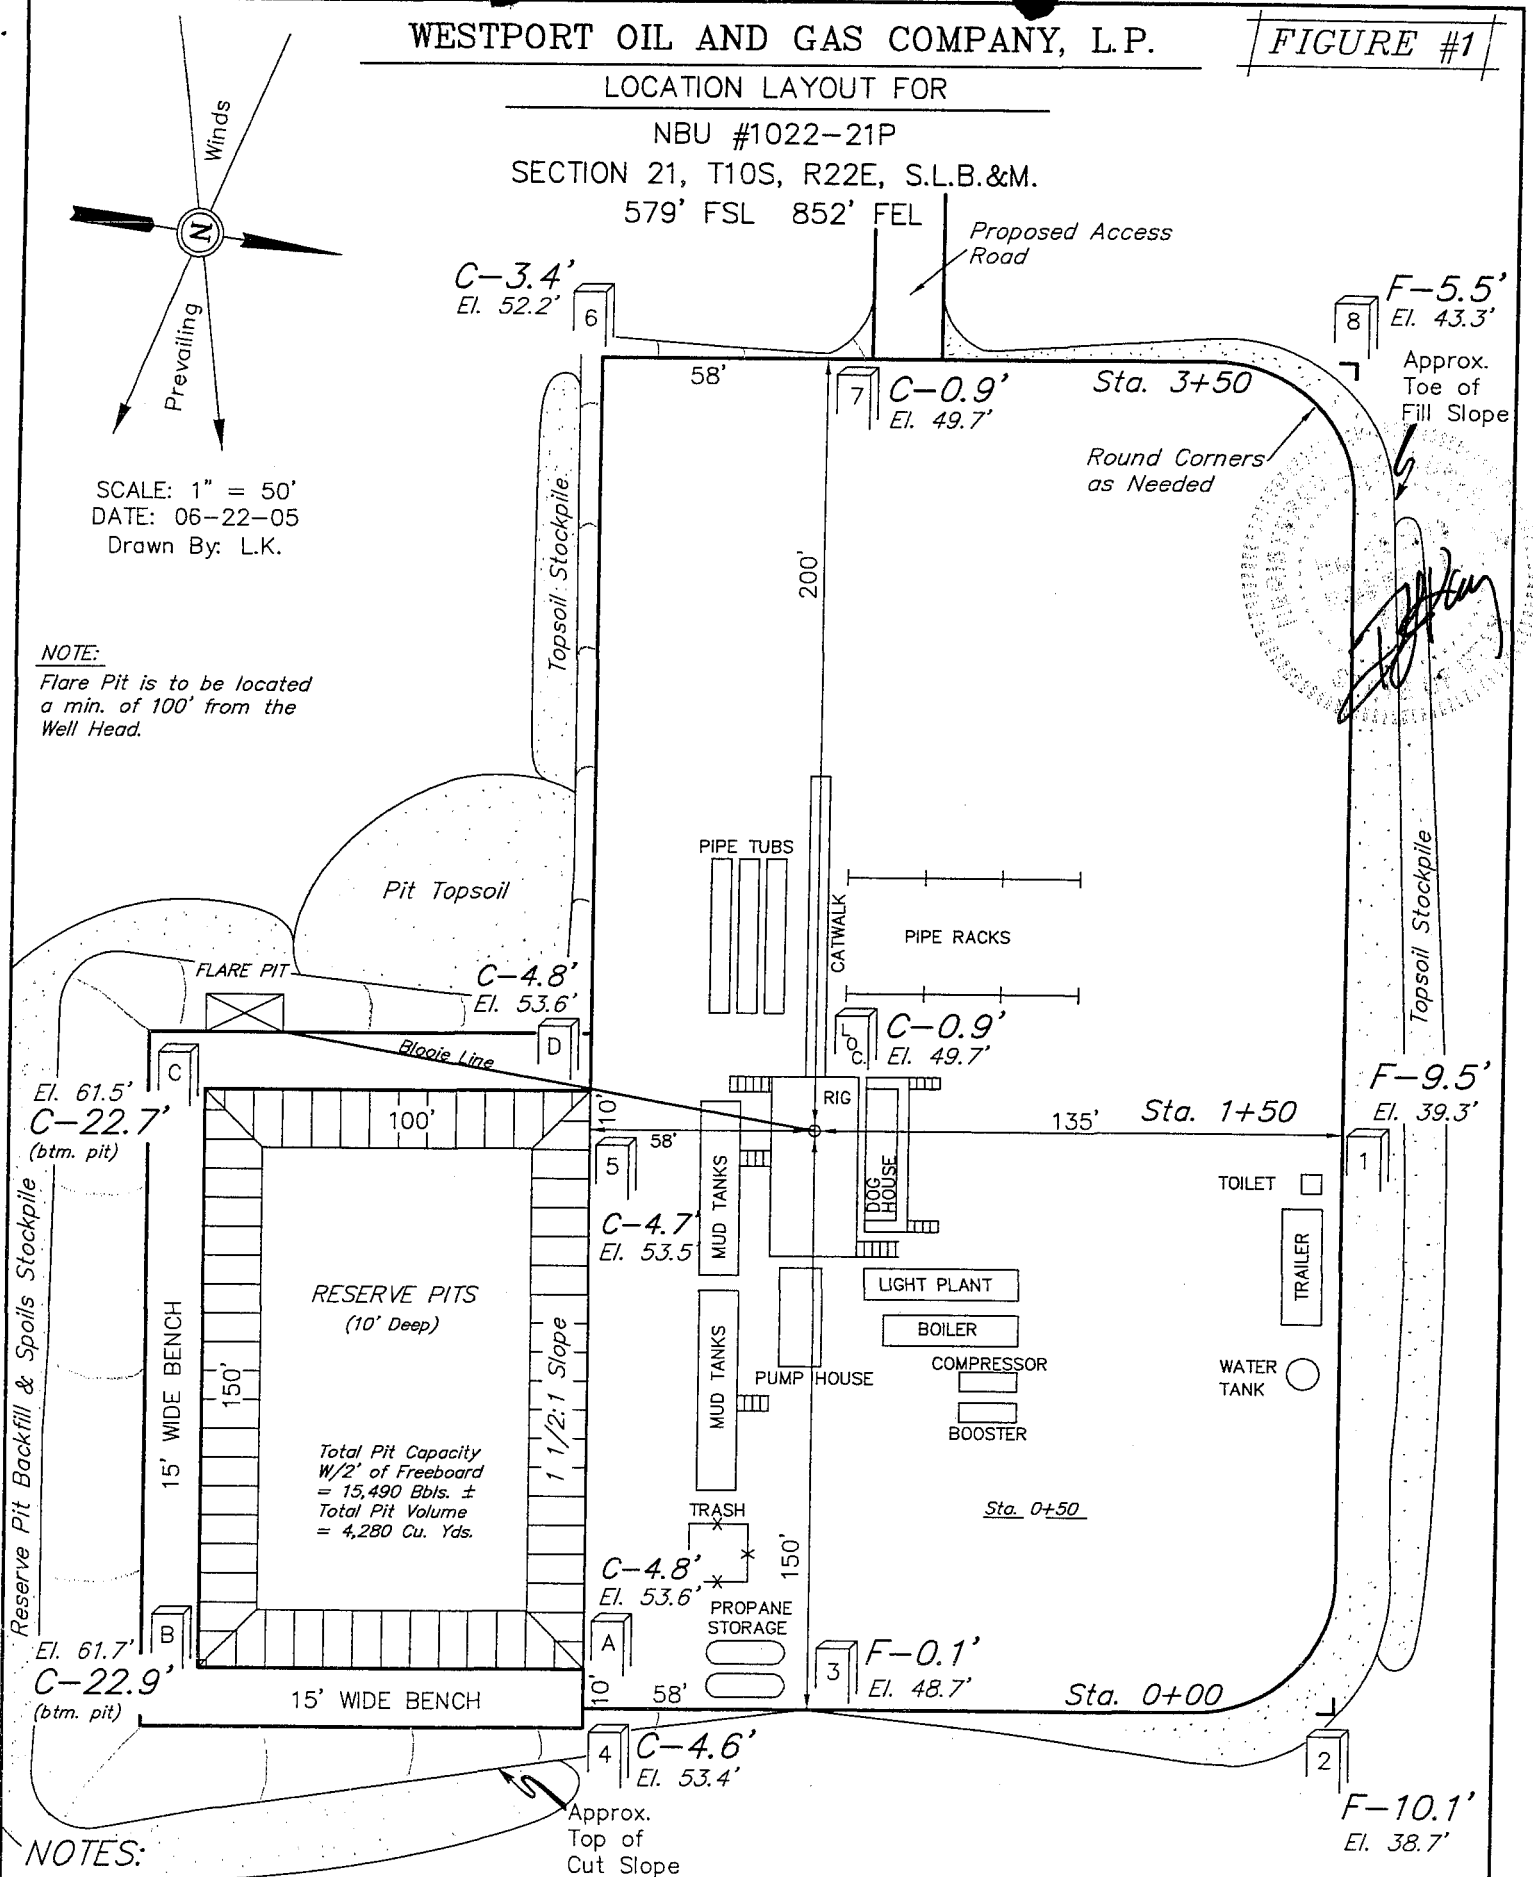 WESTPORT OIL AND GAS COMPANY, L.P.
FIGURE #1
LOCATION LAYOUT FOR
NBU #1022-21P
SECTION 21, T10S, R22E, S.L.B.&M.
579' FSL 852' FEL
Winds
N
Prevailing
SCALE: 1" = 50'
DATE: 06-22-05
Drawn By: L.K.
Proposed Access
Road
C-3.4'
El. 52.2'
6
F-5.5'
El. 43.3'
8
Approx.
Toe of
Fill Slope
58'
7
C-0.9'
El. 49.7'
Sta. 3+50
Round Corners
as Needed
Topsoil Stockpile
200'
NOTE:
Flare Pit is to be located
a min. of 100' from the
Well Head.
Pit Topsoil
PIPE TUBS
CATWALK
PIPE RACKS
Topsoil Stockpile
FLARE PIT
C-4.8'
El. 53.6'
D
Blooie Line
LOC.
C-0.9'
El. 49.7'
C
El. 61.5'
C-22.7'
(btm. pit)
100'
10'
58'
RIG
135'
Sta. 1+50
F-9.5'
El. 39.3'
1
5
C-4.7'
El. 53.5'
MUD TANKS
DOG
HOUSE
TOILET
TRAILER
RESERVE PITS
(10' Deep)
LIGHT PLANT
BOILER
COMPRESSOR
BOOSTER
PUMP HOUSE
MUD TANKS
WATER
TANK
Reserve Pit Backfill & Spoils Stockpile
15' WIDE BENCH
150'
1 1/2:1 Slope
Total Pit Capacity
W/2' of Freeboard
= 15,490 Bbls. ±
Total Pit Volume
= 4,280 Cu. Yds.
TRASH
Sta. 0+50
150'
C-4.8'
El. 53.6'
PROPANE
STORAGE
A
B
El. 61.7'
C-22.9'
(btm. pit)
15' WIDE BENCH
10'
58'
3
F-0.1'
El. 48.7'
Sta. 0+00
4
C-4.6'
El. 53.4'
2
F-10.1'
El. 38.7'
Approx.
Top of
Cut Slope
NOTES: